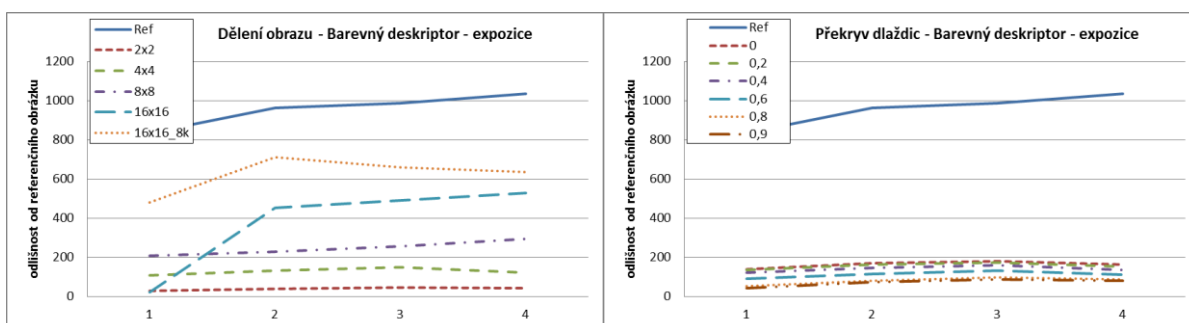 Dělení obrazu - Barevný deskriptor - expozice
odlišnost od referenčního obrázku
1200
1000
800
600
400
200
0
1 2 3 4
Ref
2x2
4x4
8x8
16x16
16x16_8k
Překryv dlaždic - Barevný deskriptor - expozice
odlišnost od referenčního obrázku
1200
1000
800
600
400
200
0
1 2 3 4
Ref
0
0,2
0,4
0,6
0,8
0,9